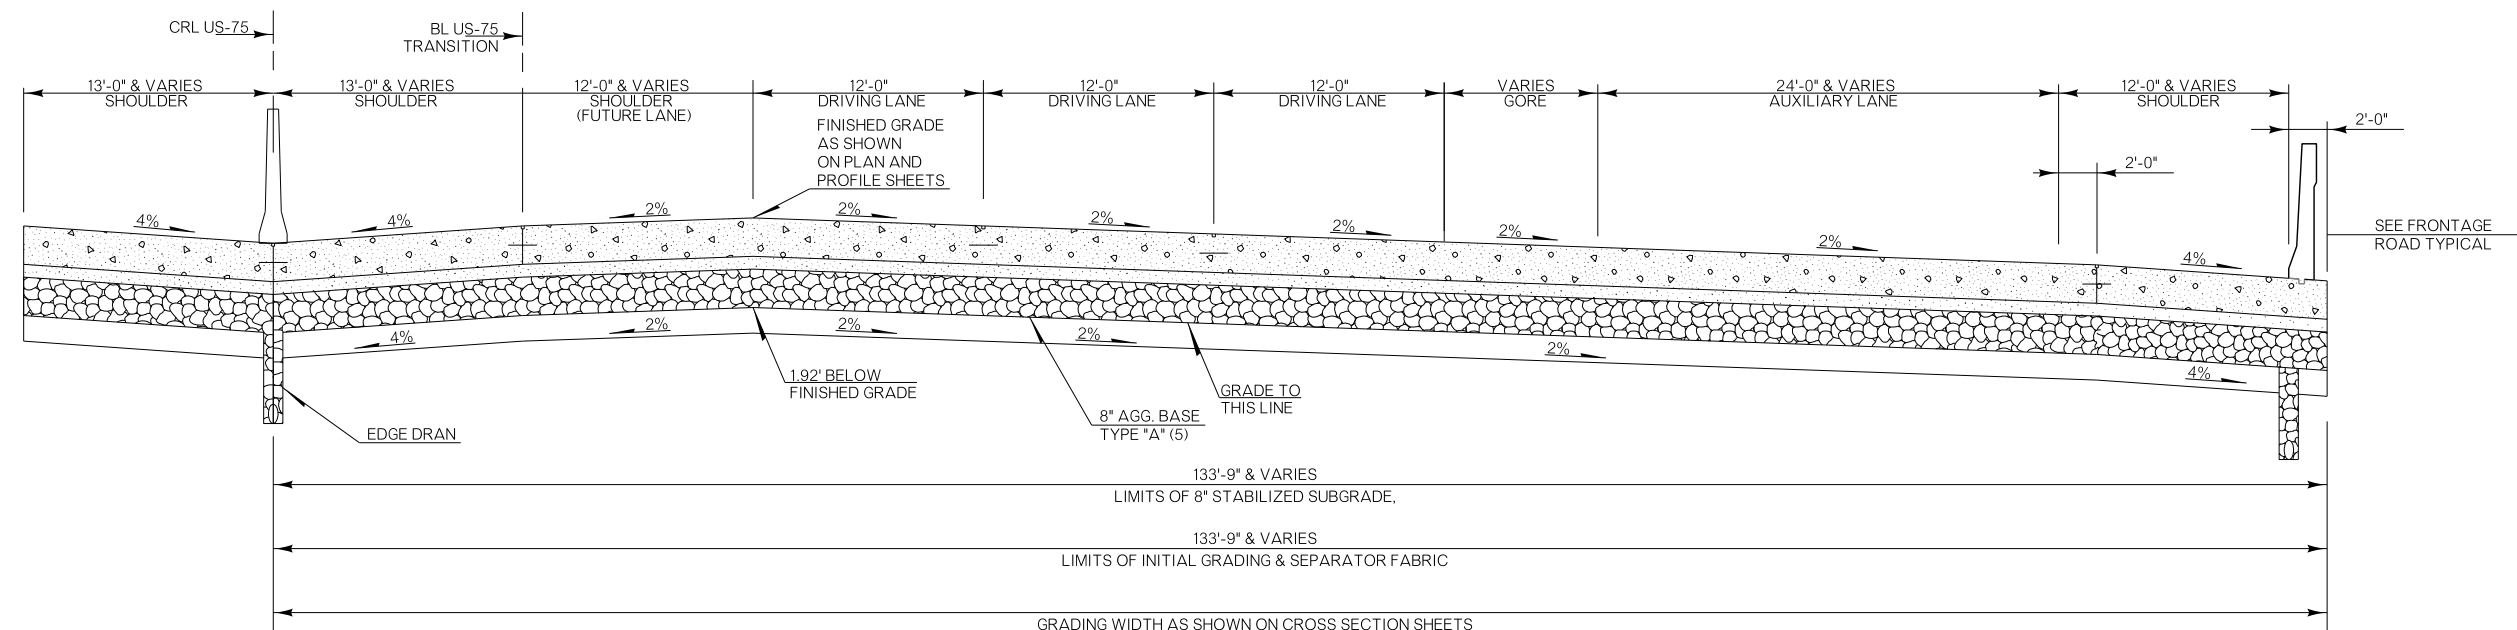 CRL US-75
BL US-75
TRANSITION
13'-0" & VARIES
SHOULDER
13'-0" & VARIES
SHOULDER
12'-0" & VARIES
SHOULDER
(FUTURE LANE)
12'-0"
DRIVING LANE
12'-0"
DRIVING LANE
12'-0"
DRIVING LANE
VARIES
GORE
24'-0" & VARIES
AUXILIARY LANE
12'-0" & VARIES
SHOULDER
2'-0"
2'-0"
FINISHED GRADE
AS SHOWN
ON PLAN AND
PROFILE SHEETS
4%
4%
2%
2%
2%
2%
2%
2%
4%
SEE FRONTAGE
ROAD TYPICAL
4%
2%
2%
2%
2%
4%
1.92' BELOW
FINISHED GRADE
GRADE TO
THIS LINE
8" AGG. BASE
TYPE "A" (5)
EDGE DRAN
133'-9" & VARIES
LIMITS OF 8" STABILIZED SUBGRADE,
133'-9" & VARIES
LIMITS OF INITIAL GRADING & SEPARATOR FABRIC
GRADING WIDTH AS SHOWN ON CROSS SECTION SHEETS